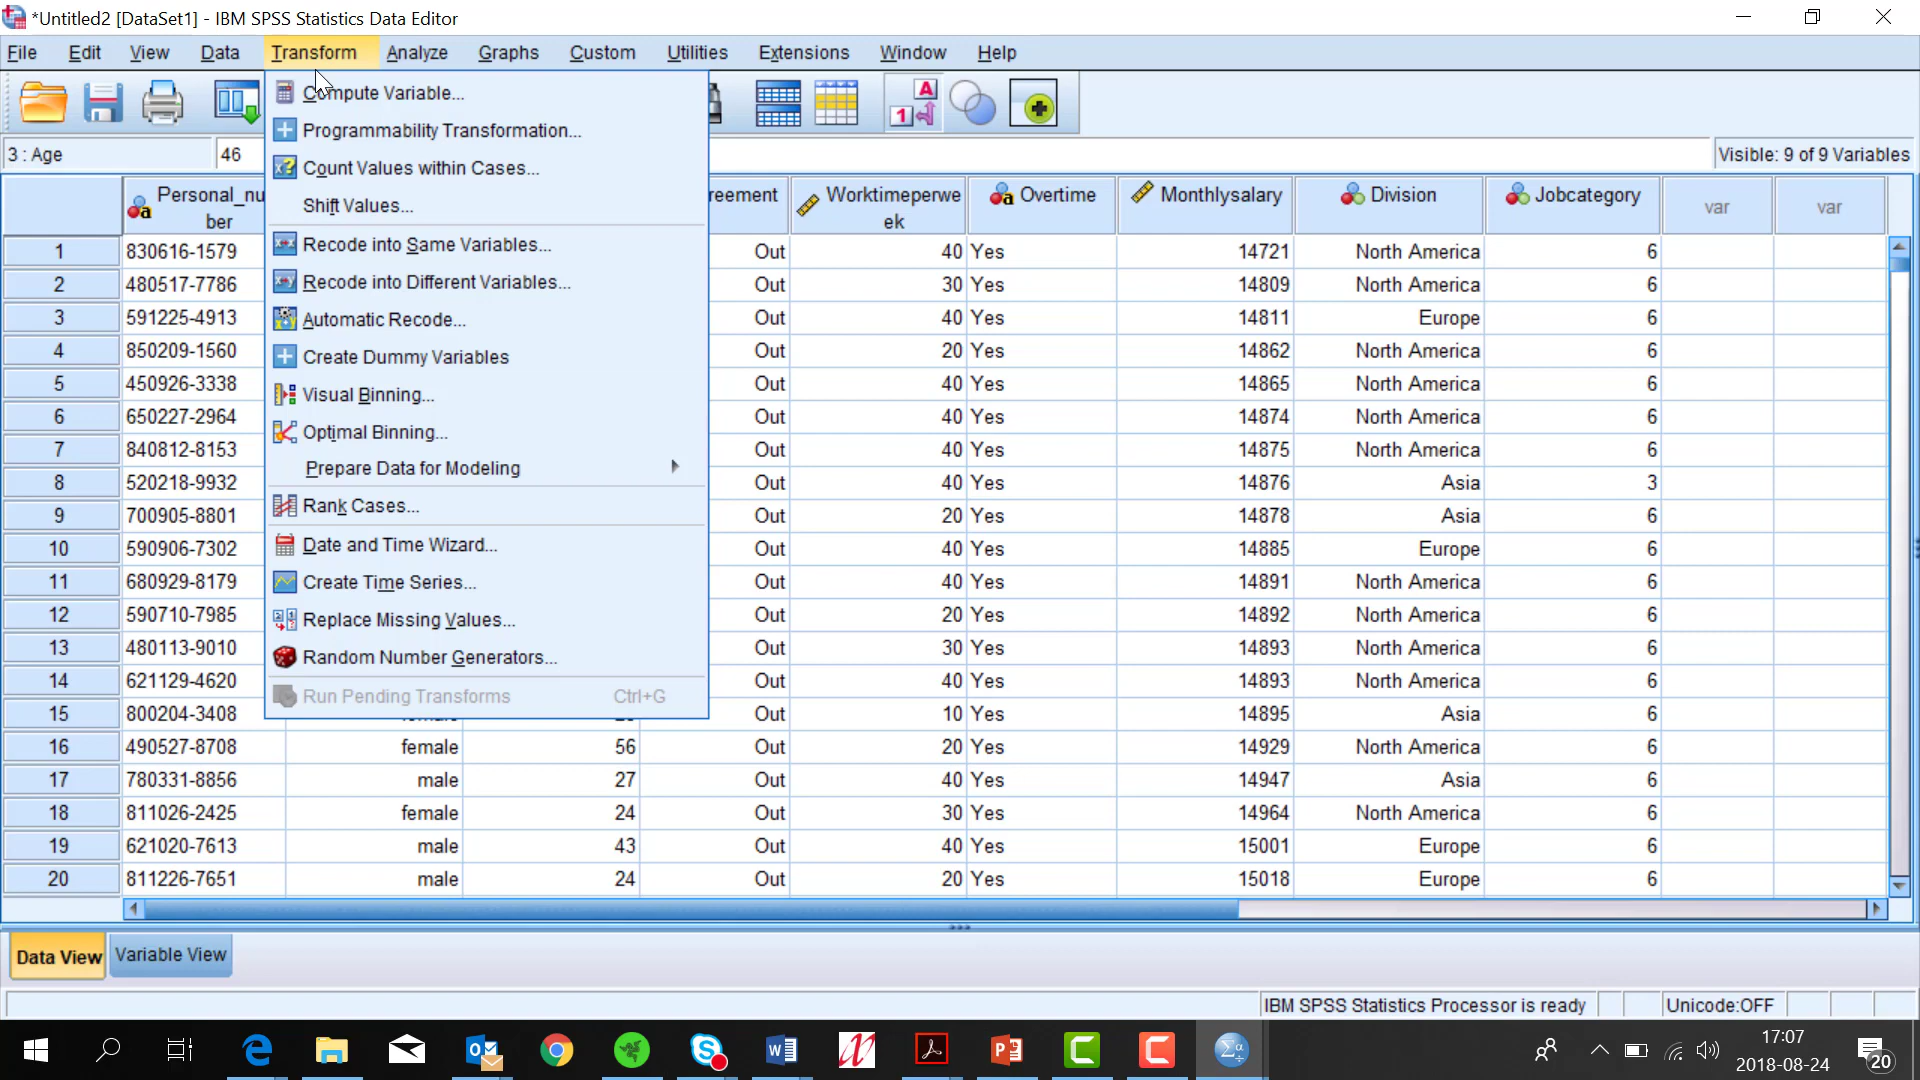 *Untitled2 [DataSet1] - IBM SPSS Statistics Data Editor
File Edit View Data Transform Analyze Graphs Custom Utilities Extensions Window Help
3 : Age 46 Visible: 9 of 9 Variables
Compute Variable...
Programmability Transformation...
Count Values within Cases...
Shift Values...
Recode into Same Variables...
Recode into Different Variables...
Automatic Recode...
Create Dummy Variables
Visual Binning...
Optimal Binning...
Prepare Data for Modeling
Rank Cases...
Date and Time Wizard...
Create Time Series...
Replace Missing Values...
Random Number Generators...
Run Pending Transforms Ctrl+G
Personal_nu
ber
reement
Worktimeperwe
ek
Overtime Monthlysalary Division Jobcategory var var
1 830616-1579 Out 40 Yes 14721 North America 6
2 480517-7786 Out 30 Yes 14809 North America 6
3 591225-4913 Out 40 Yes 14811 Europe 6
4 850209-1560 Out 20 Yes 14862 North America 6
5 450926-3338 Out 40 Yes 14865 North America 6
6 650227-2964 Out 40 Yes 14874 North America 6
7 840812-8153 Out 40 Yes 14875 North America 6
8 520218-9932 Out 40 Yes 14876 Asia 3
9 700905-8801 Out 20 Yes 14878 Asia 6
10 590906-7302 Out 40 Yes 14885 Europe 6
11 680929-8179 Out 40 Yes 14891 North America 6
12 590710-7985 Out 20 Yes 14892 North America 6
13 480113-9010 Out 30 Yes 14893 North America 6
14 621129-4620 Out 40 Yes 14893 North America 6
15 800204-3408 Out 10 Yes 14895 Asia 6
16 490527-8708 female 56 Out 20 Yes 14929 North America 6
17 780331-8856 male 27 Out 40 Yes 14947 Asia 6
18 811026-2425 female 24 Out 30 Yes 14964 North America 6
19 621020-7613 male 43 Out 40 Yes 15001 Europe 6
20 811226-7651 male 24 Out 20 Yes 15018 Europe 6
Data View Variable View
IBM SPSS Statistics Processor is ready Unicode:OFF
17:07
2018-08-24
20